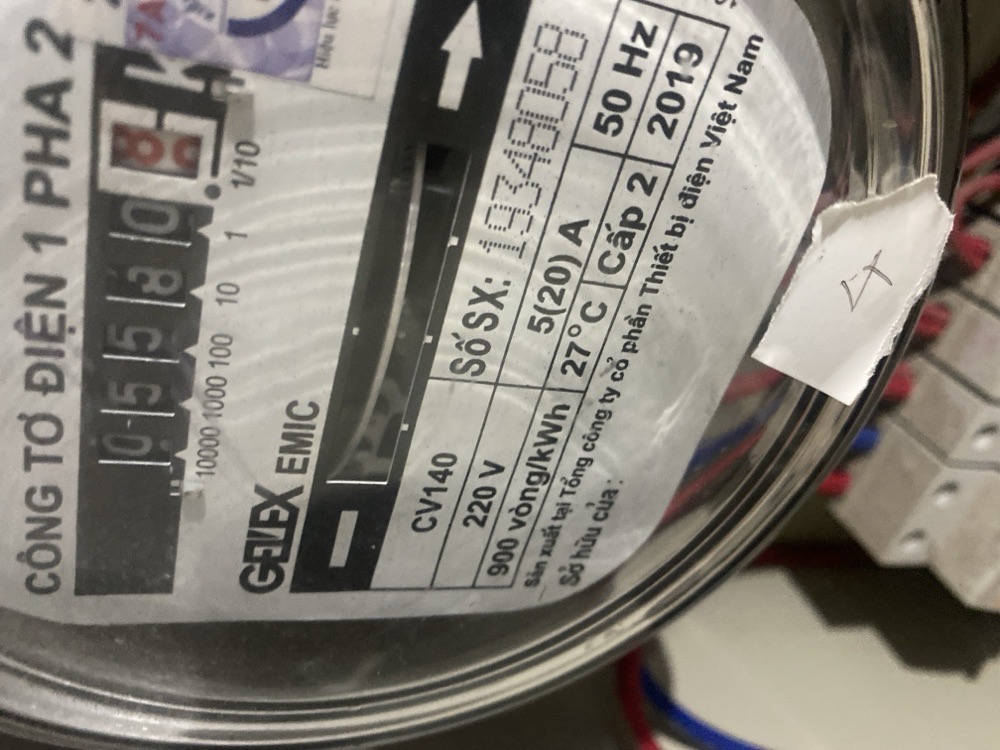 CÔNG TƠ ĐIỆN 1 PHA 2
0 5 5 8 0
10000 1000 100 10 1 1/10
GELEX EMIC
CV140
Số SX: 193480158
220 V
5(20) A
50 Hz
900 vòng/kWh
27°C
Cấp 2
2019
Sản xuất tại Tổng công ty cổ phần Thiết bị điện Việt Nam
Sở hữu của:
4